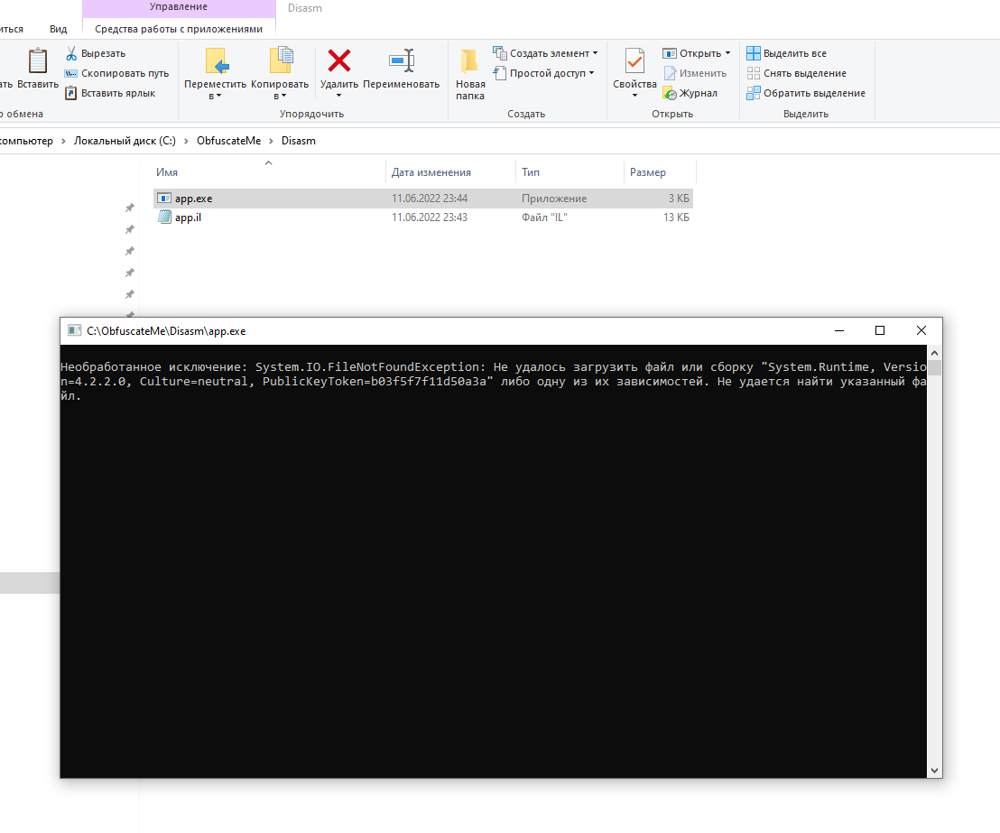 Управление
Disasm
иться
Вид
Средства работы с приложениями
ать
Вставить
Вырезать
Скопировать путь
Вставить ярлык
р обмена
Переместить в
Копировать в
Удалить
Переименовать
Упорядочить
Новая папка
Создать элемент
Простой доступ
Создать
Свойства
Открыть
Изменить
Журнал
Открыть
Выделить все
Снять выделение
Обратить выделение
Выделить
компьютер > Локальный диск (C:) > ObfuscateMe > Disasm
Имя Дата изменения Тип Размер
app.exe 11.06.2022 23:44 Приложение 3 КБ
app.il 11.06.2022 23:43 Файл "IL" 13 КБ
C:\ObfuscateMe\Disasm\app.exe
Необработанное исключение: System.IO.FileNotFoundException: Не удалось загрузить файл или сборку "System.Runtime, Versio
n=4.2.2.0, Culture=neutral, PublicKeyToken=b03f5f7f11d50a3a" либо одну из их зависимостей. Не удается найти указанный фа
йл.